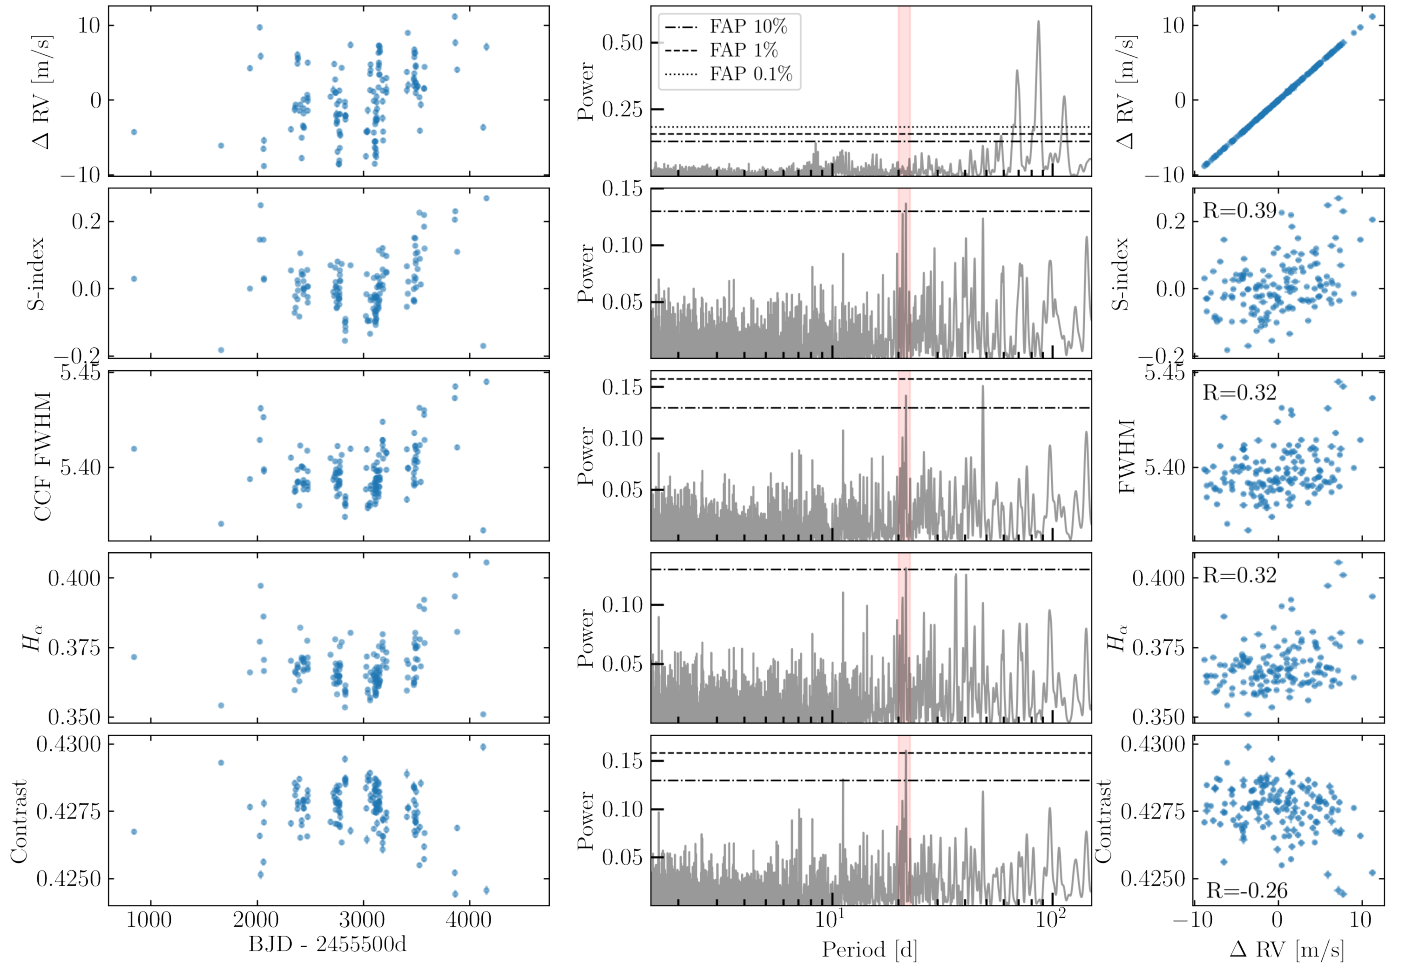 10
0
−10
Δ RV [m/s]
0.50
0.25
Power
FAP 10%
FAP 1%
FAP 0.1%
10
0
−10
Δ RV [m/s]
0.2
0.0
−0.2
S-index
0.15
0.10
0.05
Power
R=0.39
0.2
0.0
−0.2
S-index
5.45
5.40
CCF FWHM
0.15
0.10
0.05
Power
R=0.32
5.45
5.40
FWHM
0.400
0.375
0.350
Hα
0.10
0.05
Power
R=0.32
0.400
0.375
0.350
Hα
0.4300
0.4275
0.4250
Contrast
0.15
0.10
0.05
Power
R=-0.26
0.4300
0.4275
0.4250
Contrast
1000 2000 3000 4000
BJD - 2455500d
10¹ 10²
Period [d]
−10 0 10
Δ RV [m/s]